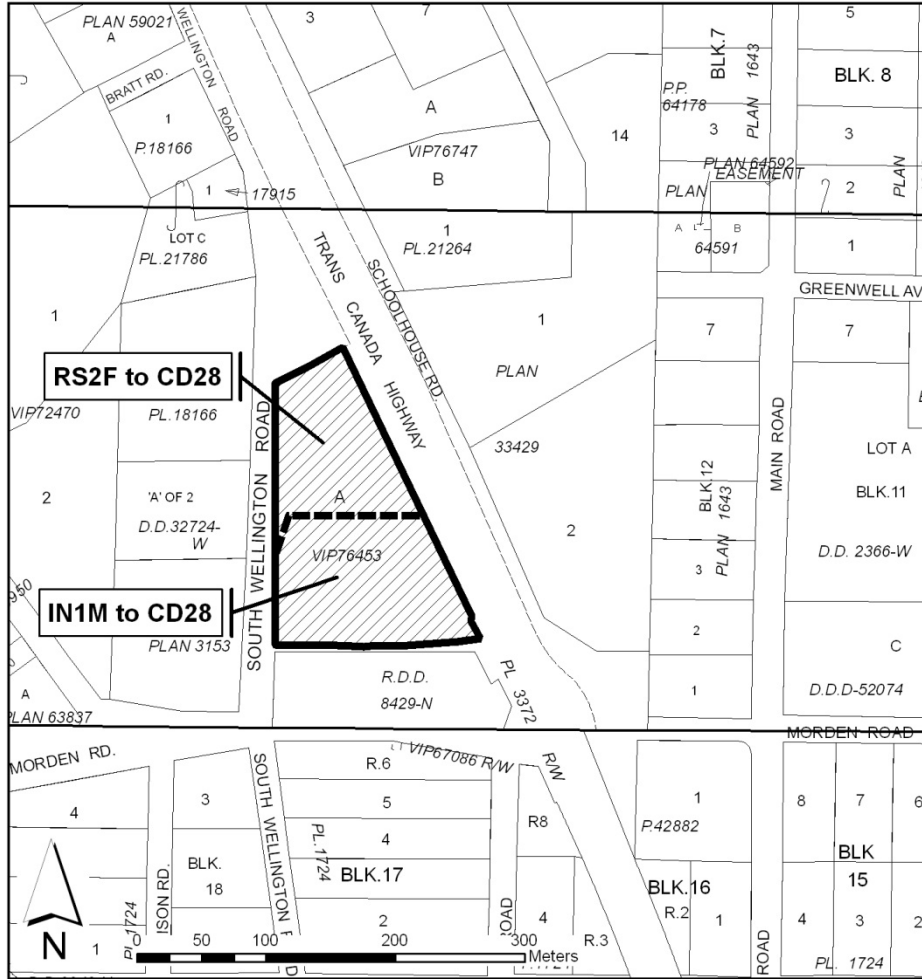 PLAN 59021
A
WELLINGTON ROAD
3
7
BRATT RD.
1
P.18166
A
VIP76747
B
14
P.P.
64178
BLK.7
PLAN 1643
3
5
BLK. 8
3
2
PLAN
PLAN 64592
EASEMENT
PLAN
1
17915
LOT C
PL.21786
1
PL.21264
A
B
64591
1
GREENWELL AV
TRANS CANADA HIGHWAY
SCHOOLHOUSE RD.
1
1
PLAN
33429
7
7
RS2F to CD28
VIP72470
PL.18166
SOUTH WELLINGTON ROAD
2
'A' OF 2
D.D.32724-
W
A
VIP76453
2
BLK.12
PLAN 1643
MAIN ROAD
LOT A
BLK.11
D.D. 2366-W
3
2
1
IN1M to CD28
950
PLAN 3153
A
PLAN 63837
R.D.D.
8429-N
PL 3372
C
D.D.D-52074
MORDEN ROAD
MORDEN RD.
SOUTH WELLINGTON R
D
VIP67086 R/W
R/W
R.6
4
3
5
4
BLK.
18
PL.1724
BLK.17
2
R8
1
P.42882
8
7
6
BLK
15
BLK.16
R.2
1
4
R.3
4
3
2
PL. 1724
ISON RD.
PL.1724
1
ROAD
ROAD
N
0
50
100
200
300
Meters